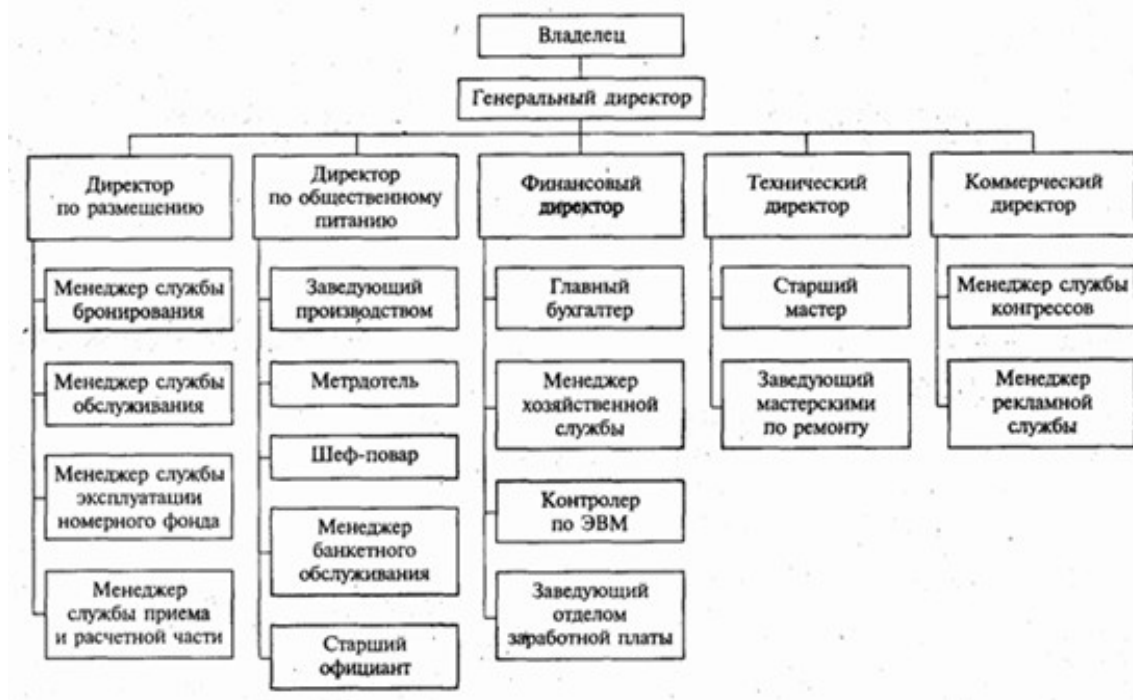 Владелец
Генеральный директор
Директор
по размещению
Менеджер службы
бронирования
Менеджер службы
обслуживания
Менеджер службы
эксплуатации
номерного фонда
Менеджер
службы приема
и расчетной части
Директор
по общественному
питанию
Заведующий
производством
Метрдотель
Шеф-повар
Менеджер
банкетного
обслуживания
Старший
официант
Финансовый
директор
Главный
бухгалтер
Менеджер
хозяйственной
службы
Контролер
по ЭВМ
Заведующий
отделом
заработной платы
Технический
директор
Старший
мастер
Заведующий
мастерскими
по ремонту
Коммерческий
директор
Менеджер службы
конгрессов
Менеджер
рекламной
службы